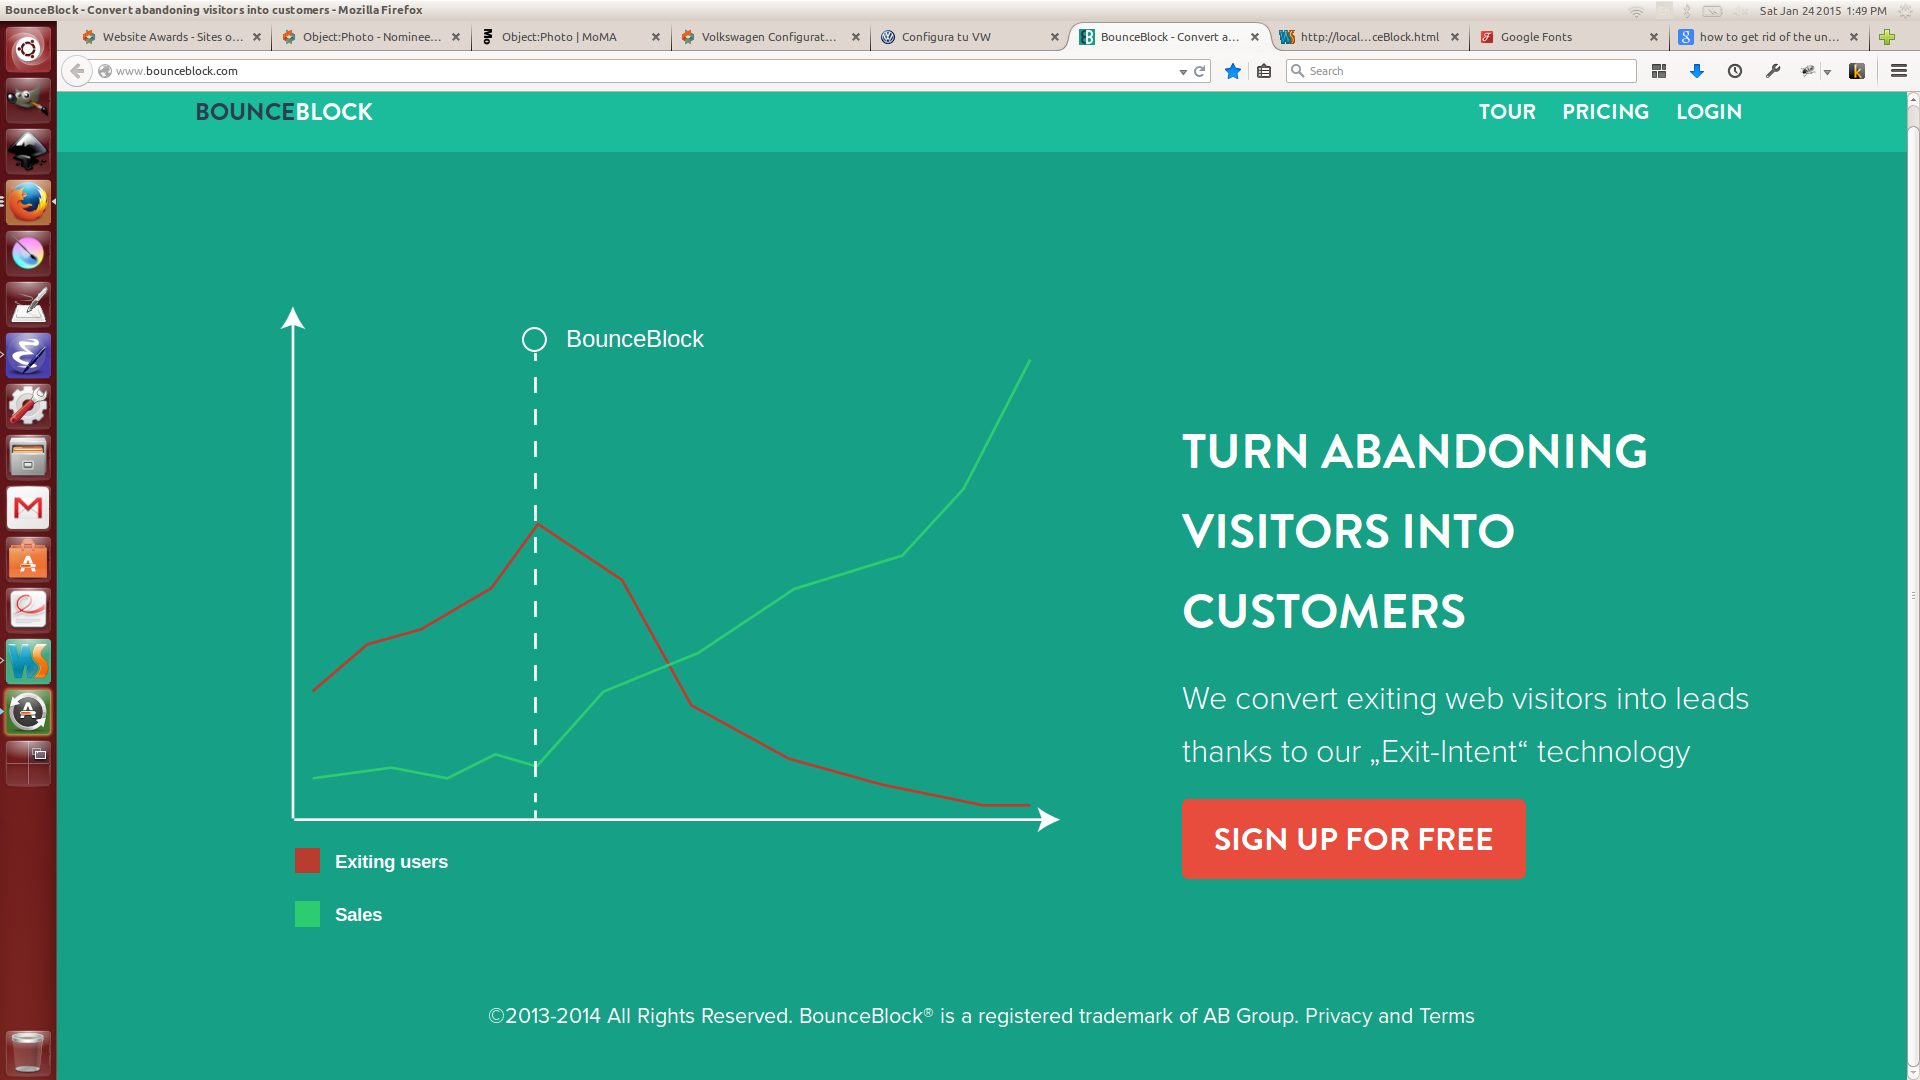 BounceBlock - Convert abandoning visitors into customers - Mozilla Firefox
Sat Jan 24 2015 1:49 PM
Website Awards - Sites o...
Object:Photo - Nominee...
Object:Photo | MoMA
Volkswagen Configurat...
Configura tu VW
BounceBlock - Convert a...
http://local...ceBlock.html
Google Fonts
how to get rid of the un...
www.bounceblock.com
Search
BOUNCEBLOCK
TOUR PRICING LOGIN
BounceBlock
TURN ABANDONING
VISITORS INTO
CUSTOMERS
We convert exiting web visitors into leads
thanks to our „Exit-Intent“ technology
SIGN UP FOR FREE
Exiting users
Sales
©2013-2014 All Rights Reserved. BounceBlock® is a registered trademark of AB Group. Privacy and Terms